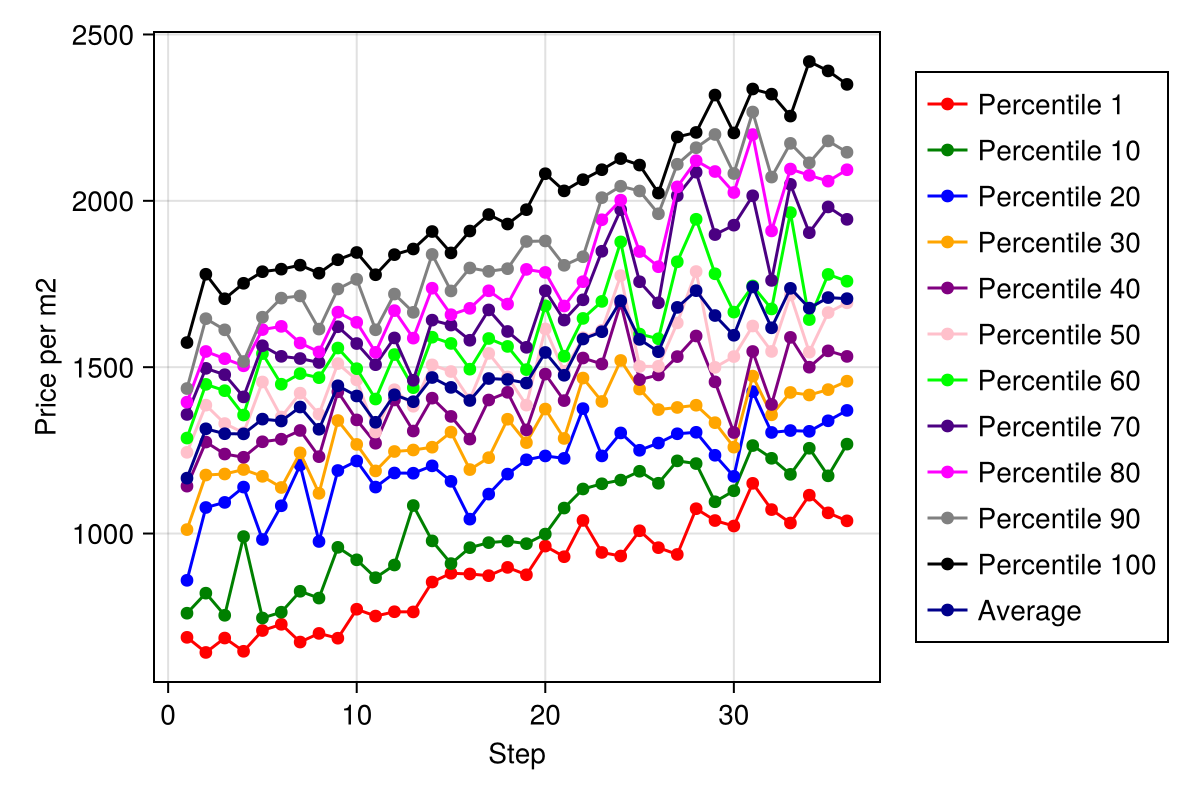 2500
2000
1500
1000
Price per m2
0 10 20 30
Step
Percentile 1
Percentile 10
Percentile 20
Percentile 30
Percentile 40
Percentile 50
Percentile 60
Percentile 70
Percentile 80
Percentile 90
Percentile 100
Average